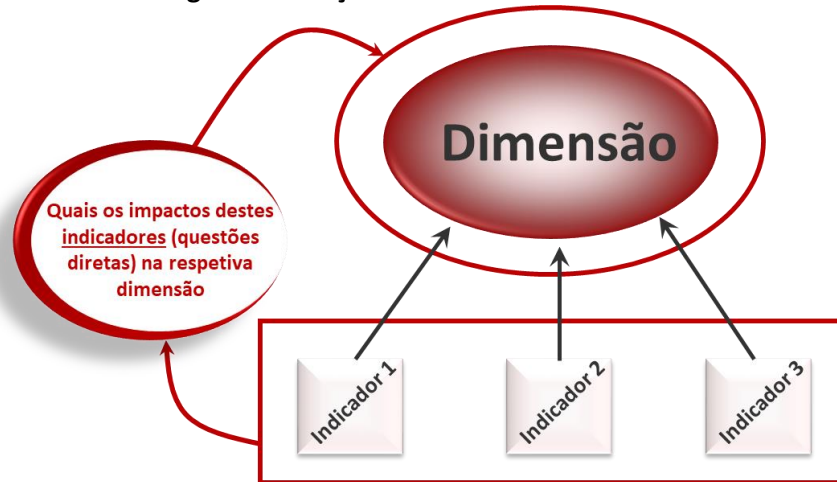 Dimensão
Quais os impactos destes
indicadores (questões
diretas) na respetiva
dimensão
Indicador 1
Indicador 2
Indicador 3